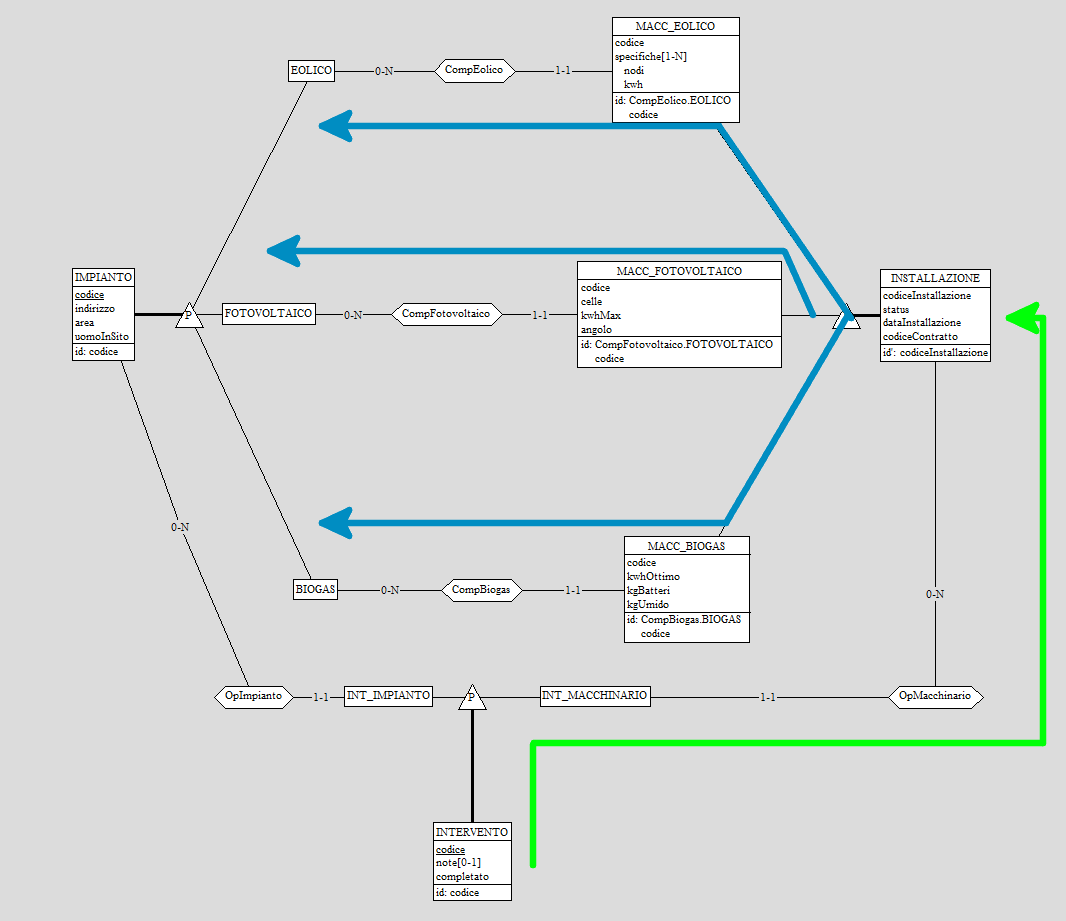 MACC_EOLICO
codice
specifiche[1-N]
nodi
kwh
id: CompEolico.EOLICO
codice
EOLICO
0-N
CompEolico
1-1
IMPIANTO
codice
indirizzo
area
uomoInSito
id: codice
P
FOTOVOLTAICO
0-N
CompFotovoltaico
1-1
MACC_FOTOVOLTAICO
codice
celle
kwhMax
angolo
id: CompFotovoltaico.FOTOVOLTAICO
codice
INSTALLAZIONE
codiceInstallazione
status
dataInstallazione
codiceContratto
id': codiceInstallazione
0-N
BIOGAS
0-N
CompBiogas
1-1
MACC_BIOGAS
codice
kwhOttimo
kgBatteri
kgUmido
id: CompBiogas.BIOGAS
codice
0-N
OpImpianto
1-1
INT_IMPIANTO
P
INT_MACCHINARIO
1-1
OpMacchinario
INTERVENTO
codice
note[0-1]
completato
id: codice